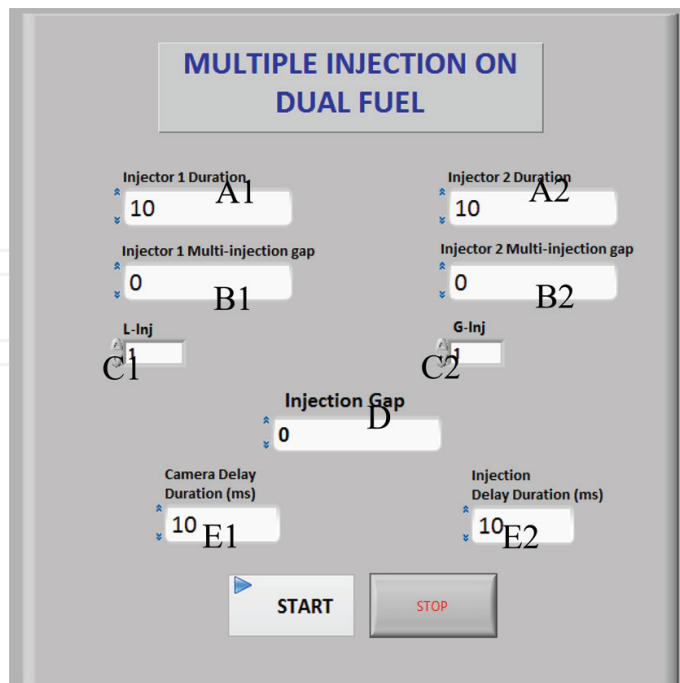 MULTIPLE INJECTION ON
DUAL FUEL
Injector 1 Duration
A1
10
Injector 2 Duration
A2
10
Injector 1 Multi-injection gap
0
B1
Injector 2 Multi-injection gap
0
B2
L-Inj
1
C1
G-Inj
1
C2
Injection Gap
D
0
Camera Delay
Duration (ms)
10
E1
Injection
Delay Duration (ms)
10
E2
START
STOP